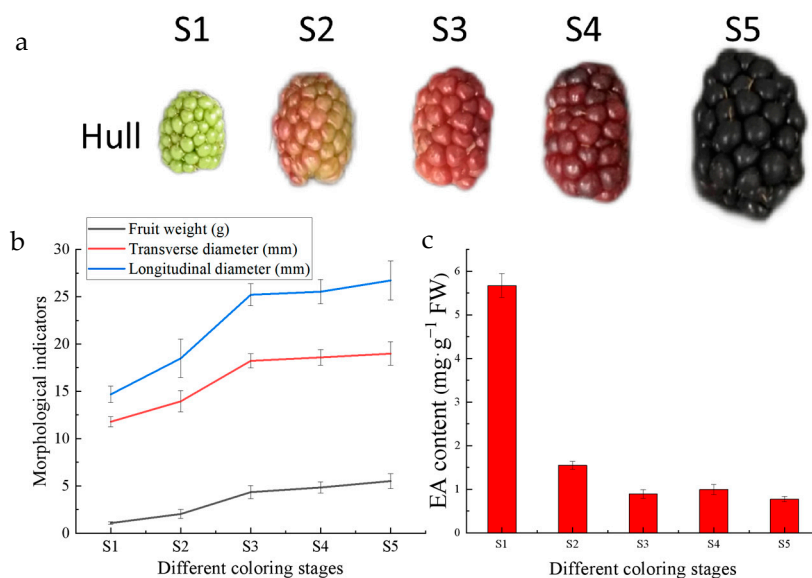 a
S1 S2 S3 S4 S5
Hull
b
Fruit weight (g)
Transverse diameter (mm)
Longitudinal diameter (mm)
30
25
20
15
10
5
0
Morphological indicators
S1 S2 S3 S4 S5
Different coloring stages
c
6
5
4
3
2
1
0
EA content (mg·g⁻¹ FW)
S1 S2 S3 S4 S5
Different coloring stages